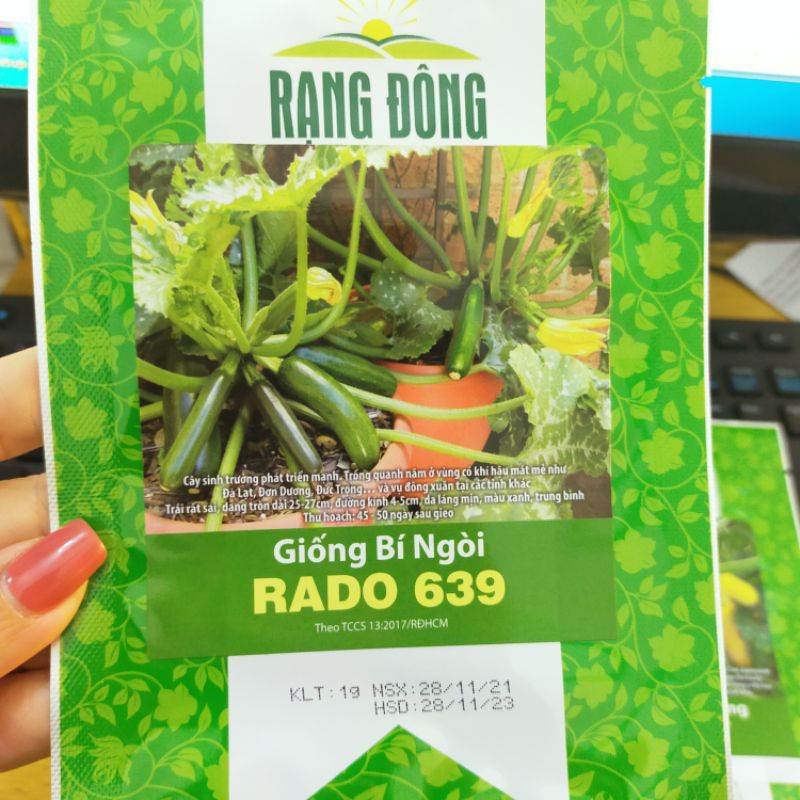 RẠNG ĐÔNG
Cây sinh trưởng phát triển mạnh. Trồng quanh năm ở vùng có khí hậu mát mẻ như
Đà Lạt, Đơn Dương, Đức Trọng... và vụ đông xuân tại các tỉnh khác
Trái rất sai, dạng tròn dài 25-27cm, đường kính 4-5cm, da láng mịn, màu xanh, trung bình
Thu hoạch: 45 - 50 ngày sau gieo
Giống Bí Ngòi
RADO 639
Theo TCCS 13:2017/RĐHCM
KLT:1g NSX:28/11/21
HSD:28/11/23